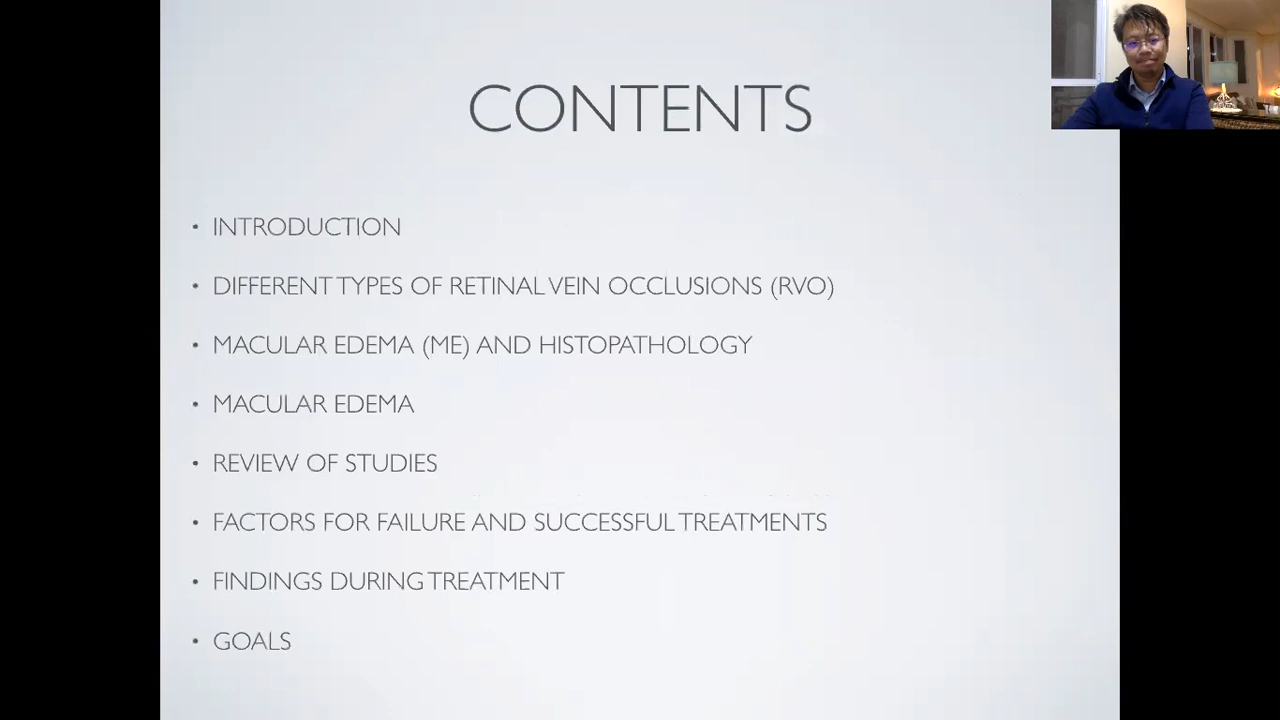 CONTENTS
• INTRODUCTION
• DIFFERENT TYPES OF RETINAL VEIN OCCLUSIONS (RVO)
• MACULAR EDEMA (ME) AND HISTOPATHOLOGY
• MACULAR EDEMA
• REVIEW OF STUDIES
• FACTORS FOR FAILURE AND SUCCESSFUL TREATMENTS
• FINDINGS DURING TREATMENT
• GOALS